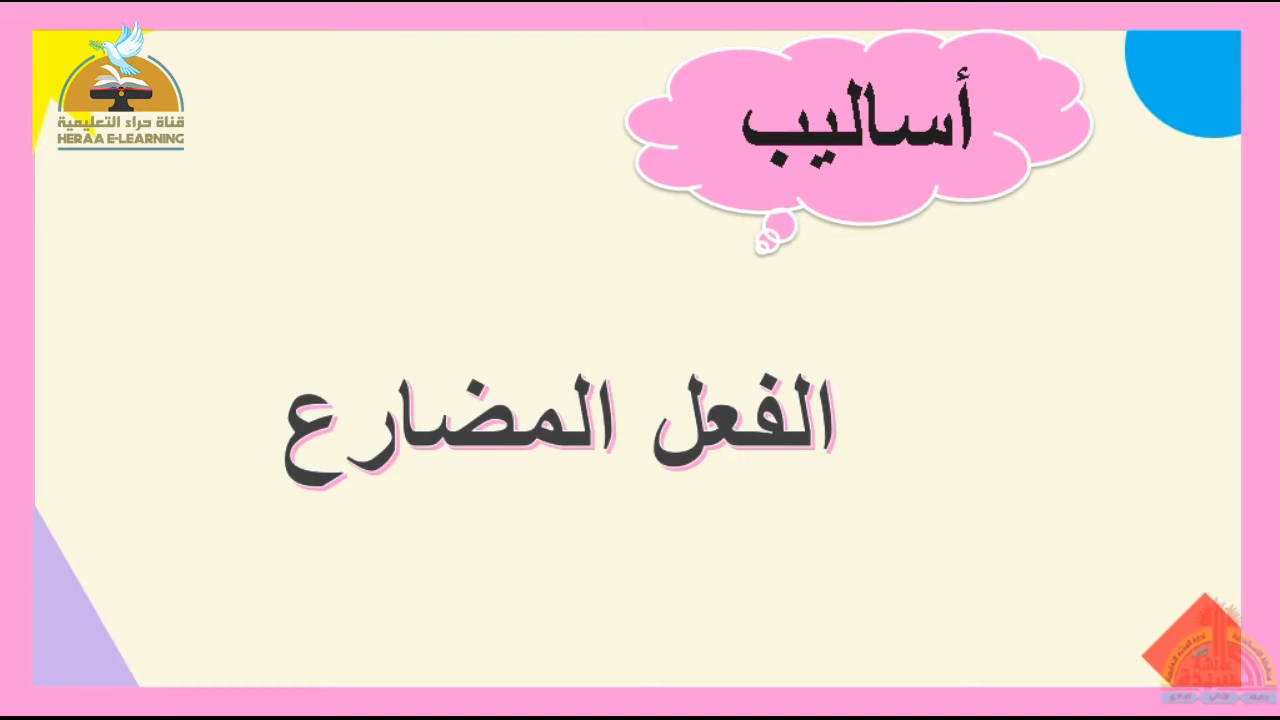 أساليب
الفعل المضارع
قناة حراء التعليمية
HERAA E-LEARNING